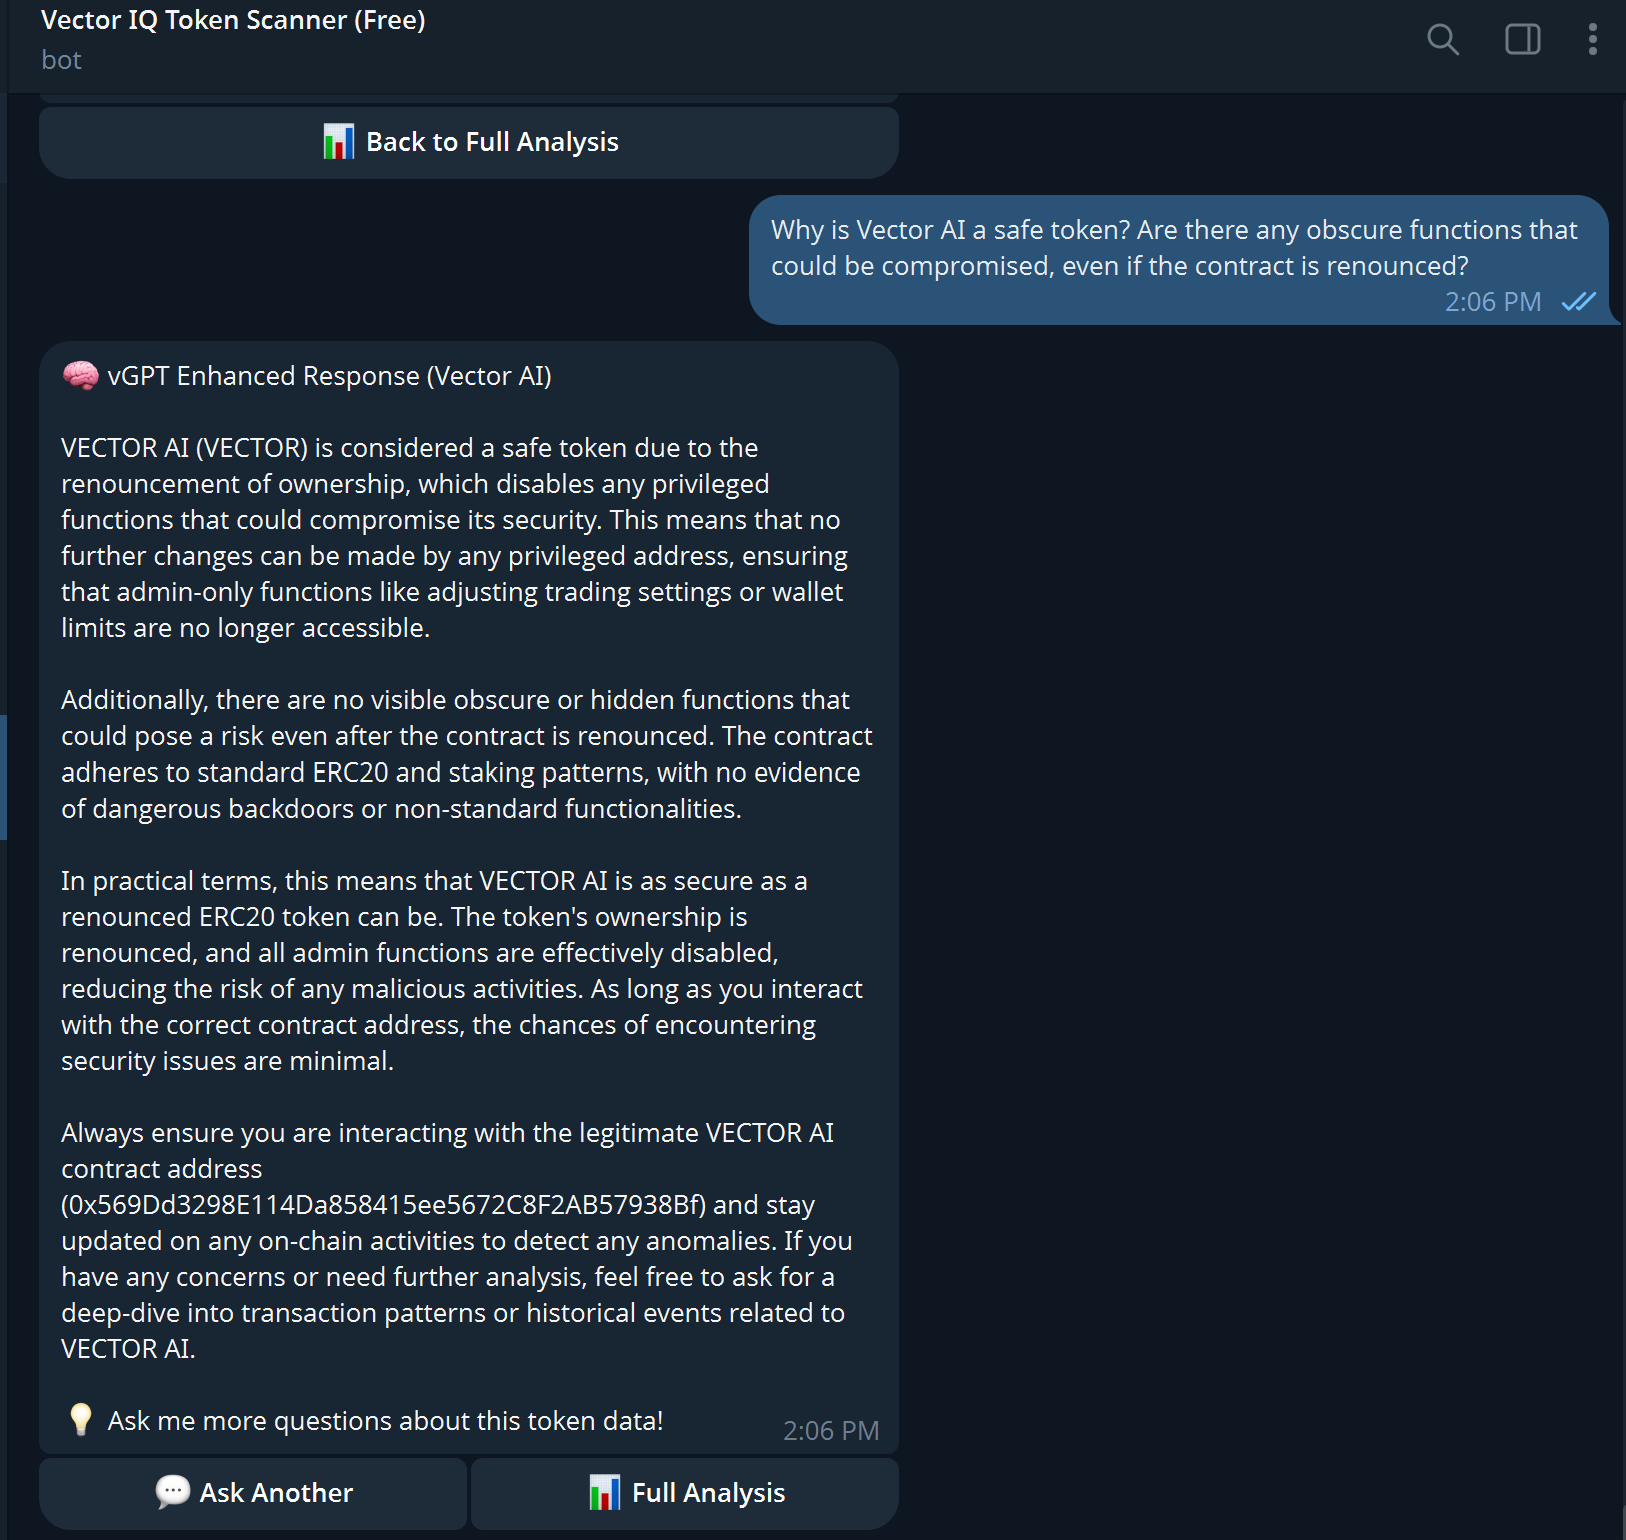 Vector IQ Token Scanner (Free)
bot
Back to Full Analysis
Why is Vector AI a safe token? Are there any obscure functions that
could be compromised, even if the contract is renounced?
2:06 PM
vGPT Enhanced Response (Vector AI)
VECTOR AI (VECTOR) is considered a safe token due to the
renouncement of ownership, which disables any privileged
functions that could compromise its security. This means that no
further changes can be made by any privileged address, ensuring
that admin-only functions like adjusting trading settings or wallet
limits are no longer accessible.
Additionally, there are no visible obscure or hidden functions that
could pose a risk even after the contract is renounced. The contract
adheres to standard ERC20 and staking patterns, with no evidence
of dangerous backdoors or non-standard functionalities.
In practical terms, this means that VECTOR AI is as secure as a
renounced ERC20 token can be. The token's ownership is
renounced, and all admin functions are effectively disabled,
reducing the risk of any malicious activities. As long as you interact
with the correct contract address, the chances of encountering
security issues are minimal.
Always ensure you are interacting with the legitimate VECTOR AI
contract address
(0x569Dd3298E114Da858415ee5672C8F2AB57938Bf) and stay
updated on any on-chain activities to detect any anomalies. If you
have any concerns or need further analysis, feel free to ask for a
deep-dive into transaction patterns or historical events related to
VECTOR AI.
Ask me more questions about this token data!
2:06 PM
Ask Another
Full Analysis